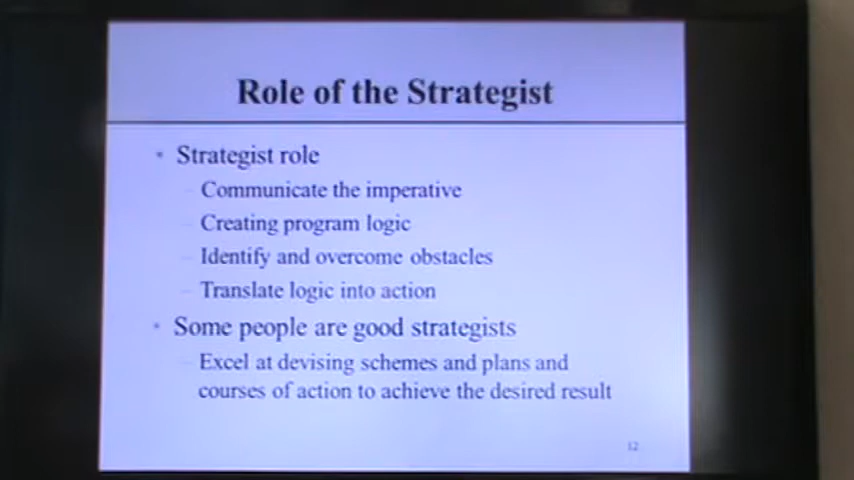 Role of the Strategist
• Strategist role
– Communicate the imperative
– Creating program logic
– Identify and overcome obstacles
– Translate logic into action
• Some people are good strategists
– Excel at devising schemes and plans and
courses of action to achieve the desired result
12